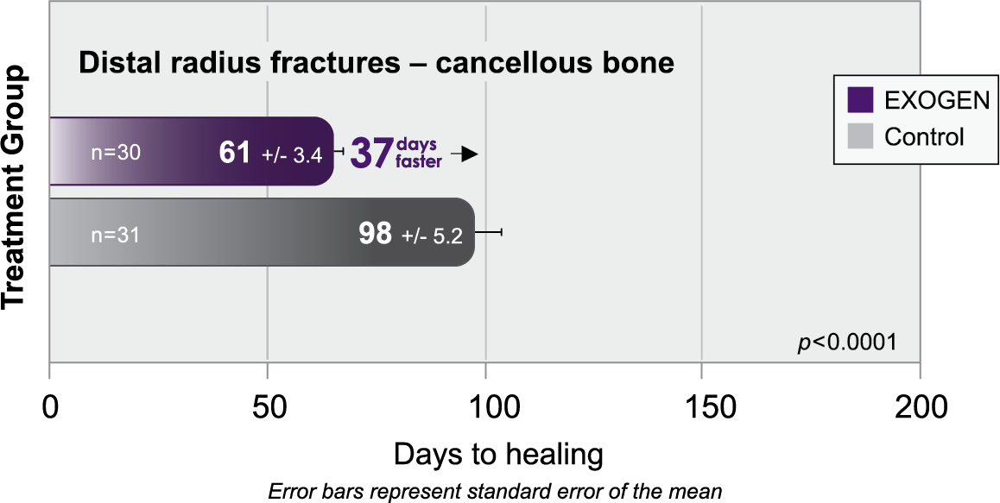 Distal radius fractures – cancellous bone
EXOGEN
Control
Treatment Group
n=30 61 +/- 3.4 37 days faster
n=31 98 +/- 5.2
p<0.0001
0 50 100 150 200
Days to healing
Error bars represent standard error of the mean